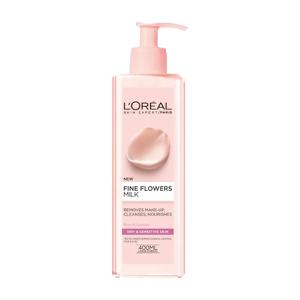 L'ORÉAL
SKIN EXPERT/PARIS
NEW
FINE FLOWERS
MILK
REMOVES MAKE-UP,
CLEANSES, NOURISHES
DRY & SENSITIVE SKIN
400ML